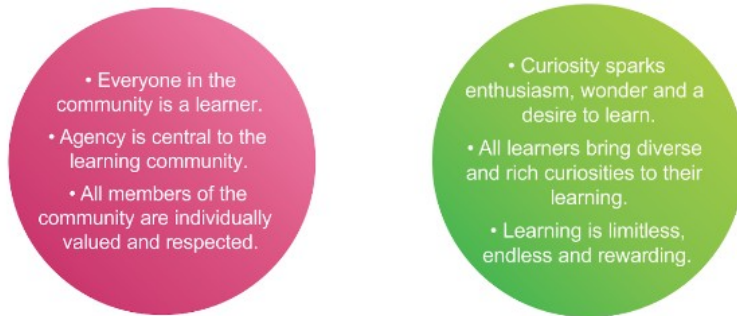 • Everyone in the
community is a learner.
• Agency is central to the
learning community.
• All members of the
community are individually
valued and respected.
• Curiosity sparks
enthusiasm, wonder and a
desire to learn.
• All learners bring diverse
and rich curiosities to their
learning.
• Learning is limitless,
endless and rewarding.